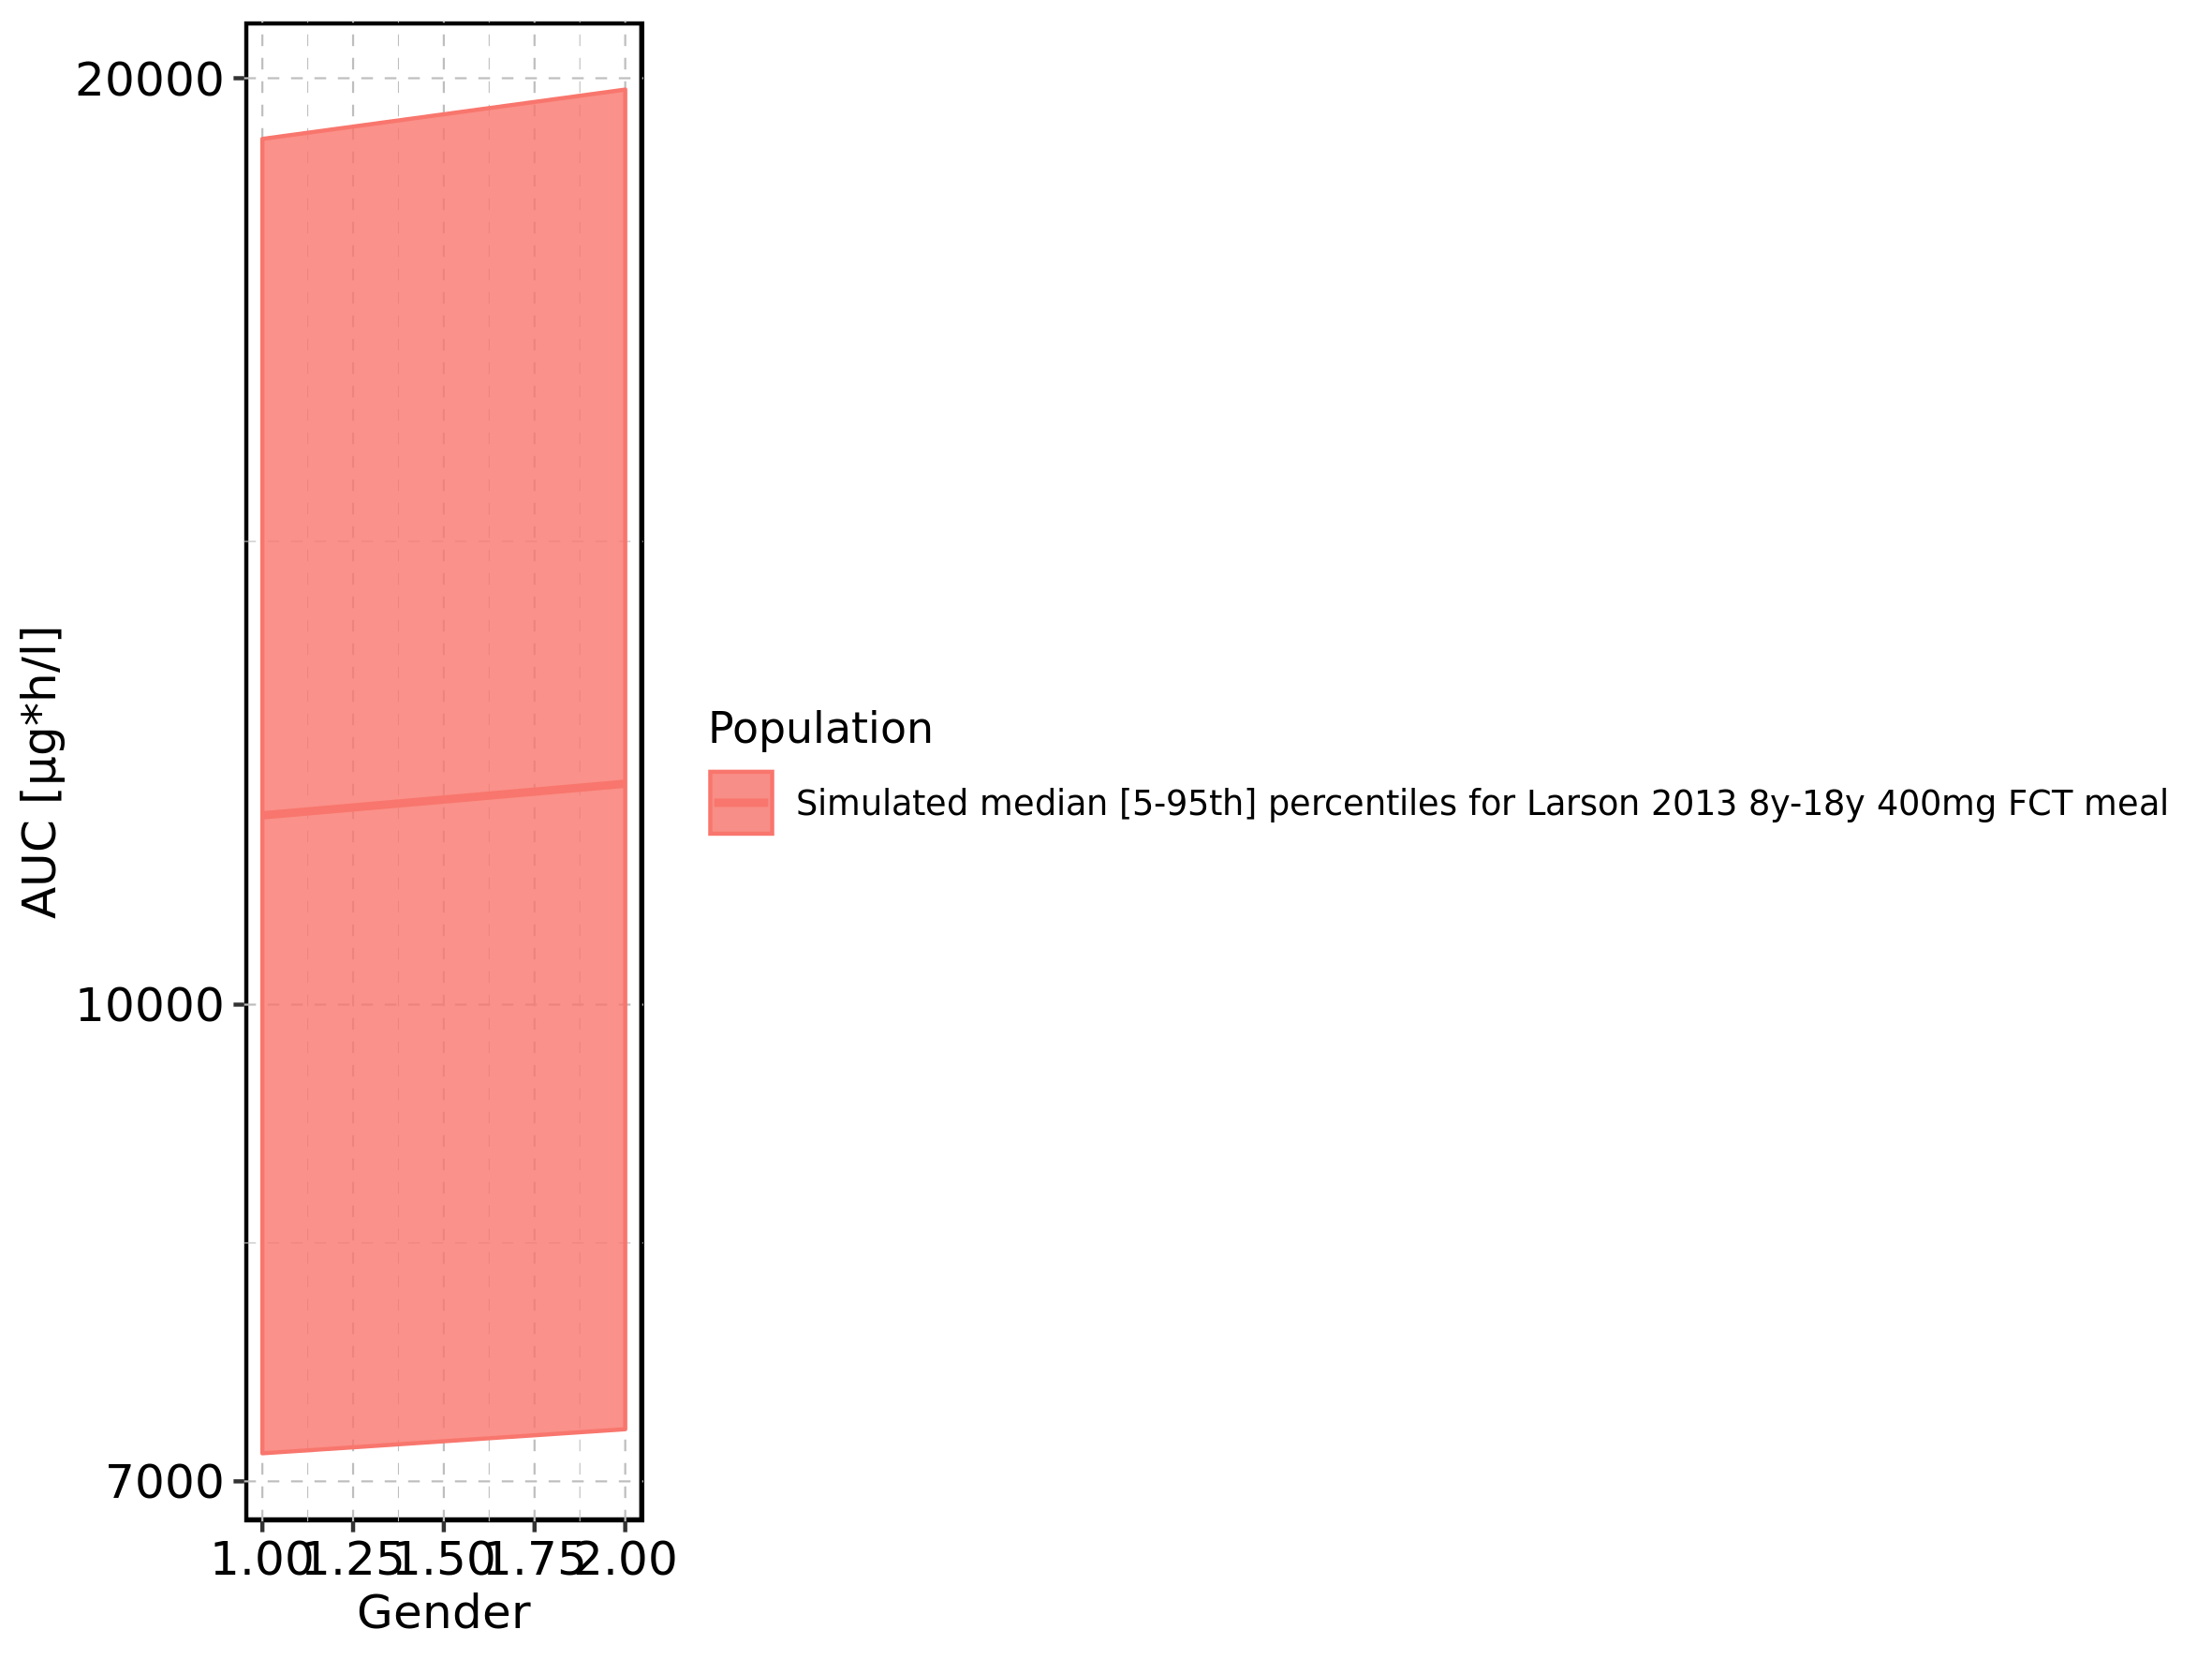 20000
10000
7000
AUC [µg*h/l]
1.00 1.25 1.50 1.75 2.00
Gender
Population
Simulated median [5-95th] percentiles for Larson 2013 8y-18y 400mg FCT meal